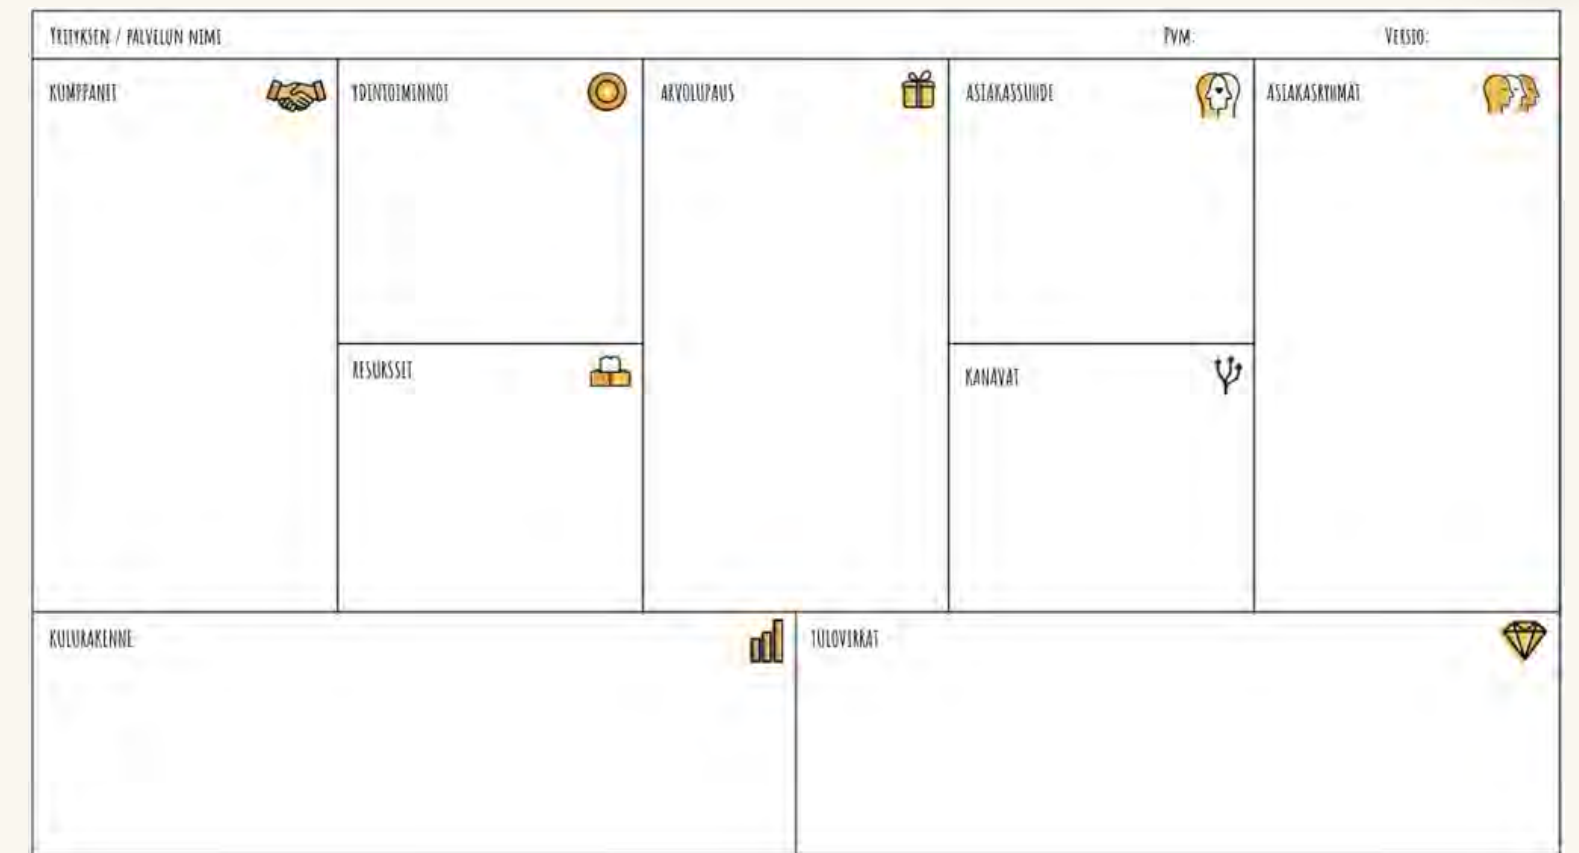 Yrityksen / palvelun nimi
Pvm:
Versio:
KUMPPANIT
YDINTOIMINNOT
ARVOLUPAUS
ASIAKASSUHDE
ASIAKASRYHMÄT
RESURSSIT
KANAVAT
KULURAKENNE
TULOVIRRAT